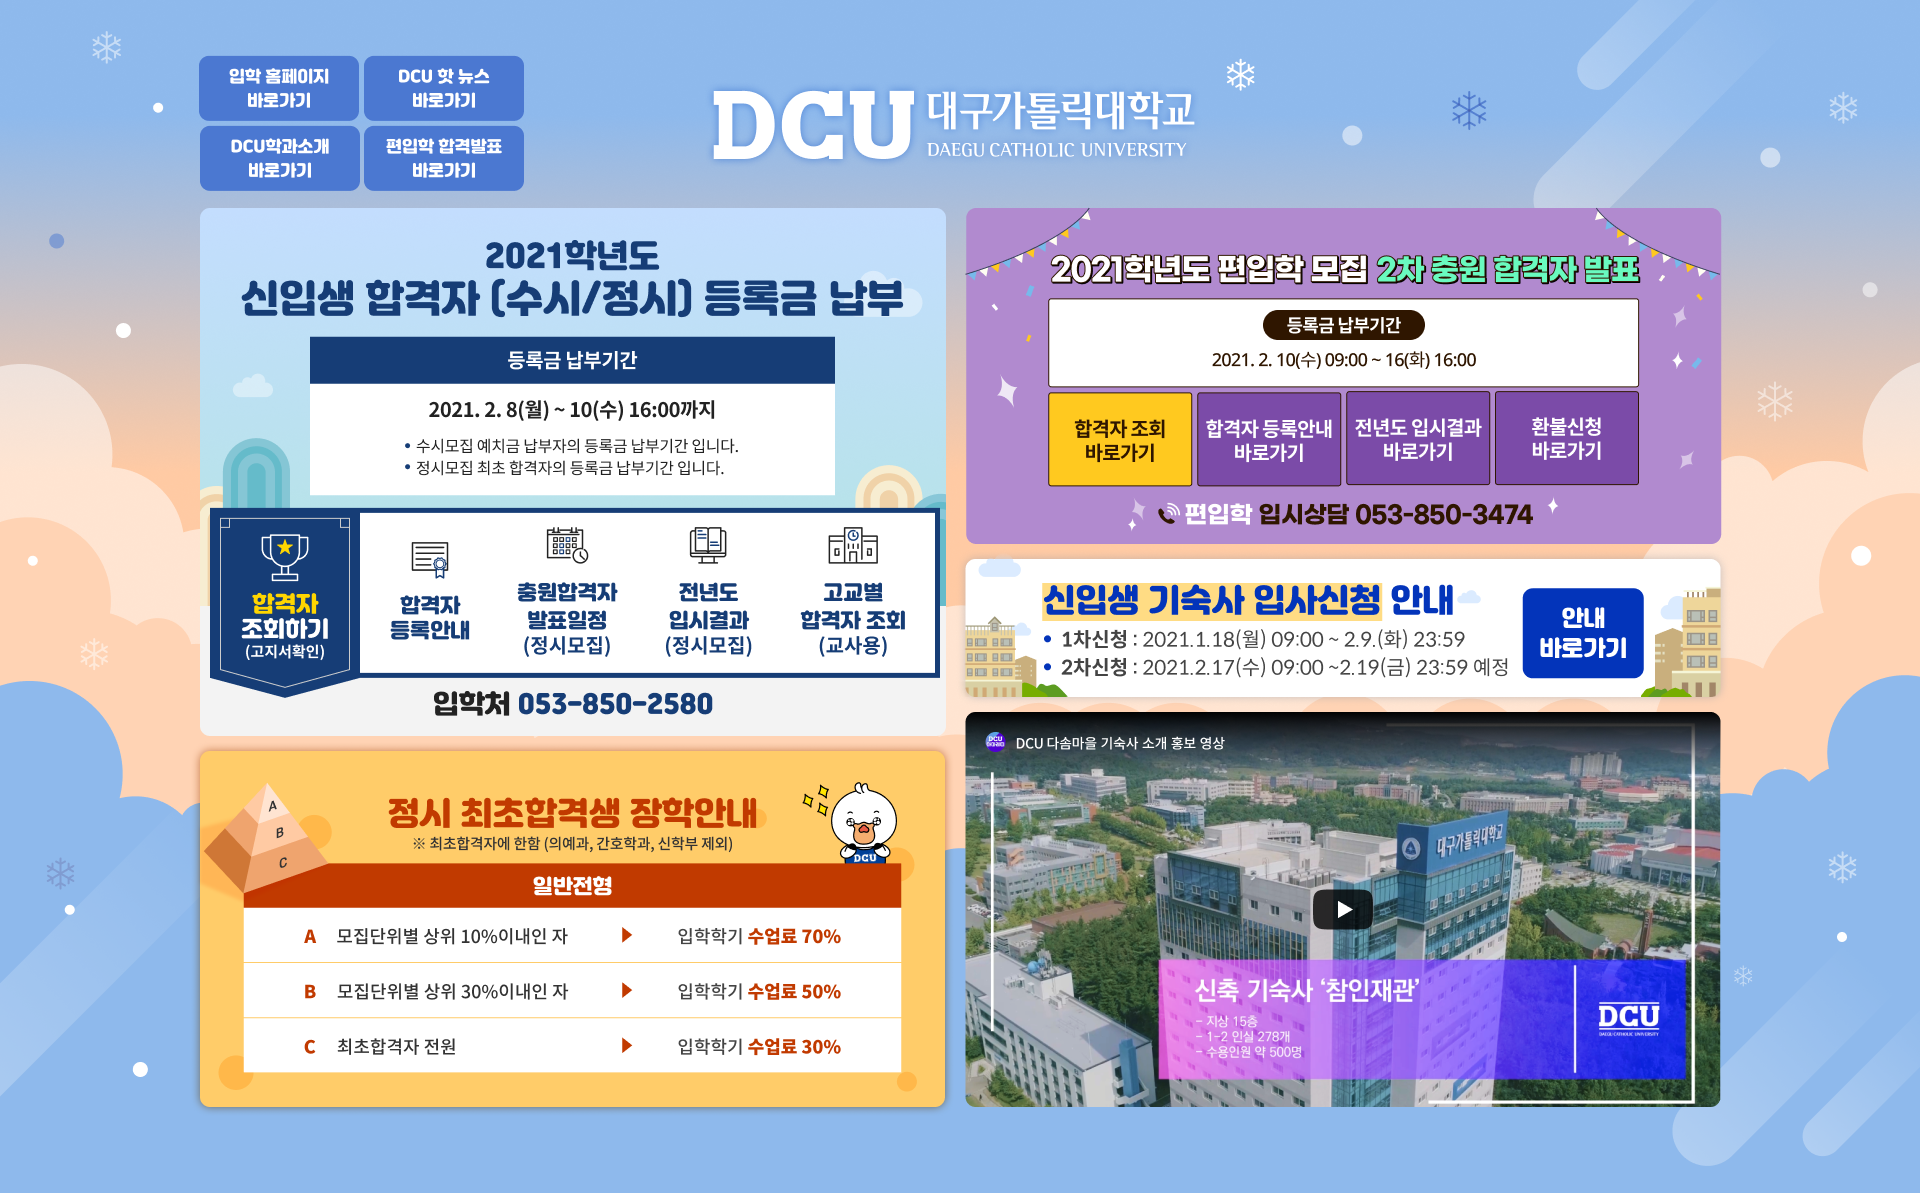 입학 홈페이지
바로가기
DCU 핫 뉴스
바로가기
DCU학과소개
바로가기
편입학 합격발표
바로가기
DCU 대구가톨릭대학교
DAEGU CATHOLIC UNIVERSITY
2021학년도
신입생 합격자 (수시/정시) 등록금 납부
등록금 납부기간
2021. 2. 8(월) ~ 10(수) 16:00까지
• 수시모집 예치금 납부자의 등록금 납부기간 입니다.
• 정시모집 최초 합격자의 등록금 납부기간 입니다.
합격자
조회하기
(고지서확인)
합격자
등록안내
충원합격자
발표일정
(정시모집)
전년도
입시결과
(정시모집)
고교별
합격자 조회
(교사용)
입학처 053-850-2580
A
B
C
정시 최초합격생 장학안내
※ 최초합격자에 한함 (의예과, 간호학과, 신학부 제외)
DCU
일반전형
A 모집단위별 상위 10%이내인 자 ▶ 입학학기 수업료 70%
B 모집단위별 상위 30%이내인 자 ▶ 입학학기 수업료 50%
C 최초합격자 전원 ▶ 입학학기 수업료 30%
2021학년도 편입학 모집 2차 충원 합격자 발표
등록금 납부기간
2021. 2. 10(수) 09:00 ~ 16(화) 16:00
합격자 조회
바로가기
합격자 등록안내
바로가기
전년도 입시결과
바로가기
환불신청
바로가기
편입학 입시상담 053-850-3474
신입생 기숙사 입사신청 안내
• 1차신청 : 2021.1.18(월) 09:00 ~ 2.9.(화) 23:59
• 2차신청 : 2021.2.17(수) 09:00 ~2.19(금) 23:59 예정
안내
바로가기
DCU 다솜마을 기숙사 소개 홍보 영상
대구가톨릭대학교
신축 기숙사 ‘참인재관’
- 지상 15층
- 1-2 인실 278개
- 수용인원 약 500명
DCU
DAEGU CATHOLIC UNIVERSITY